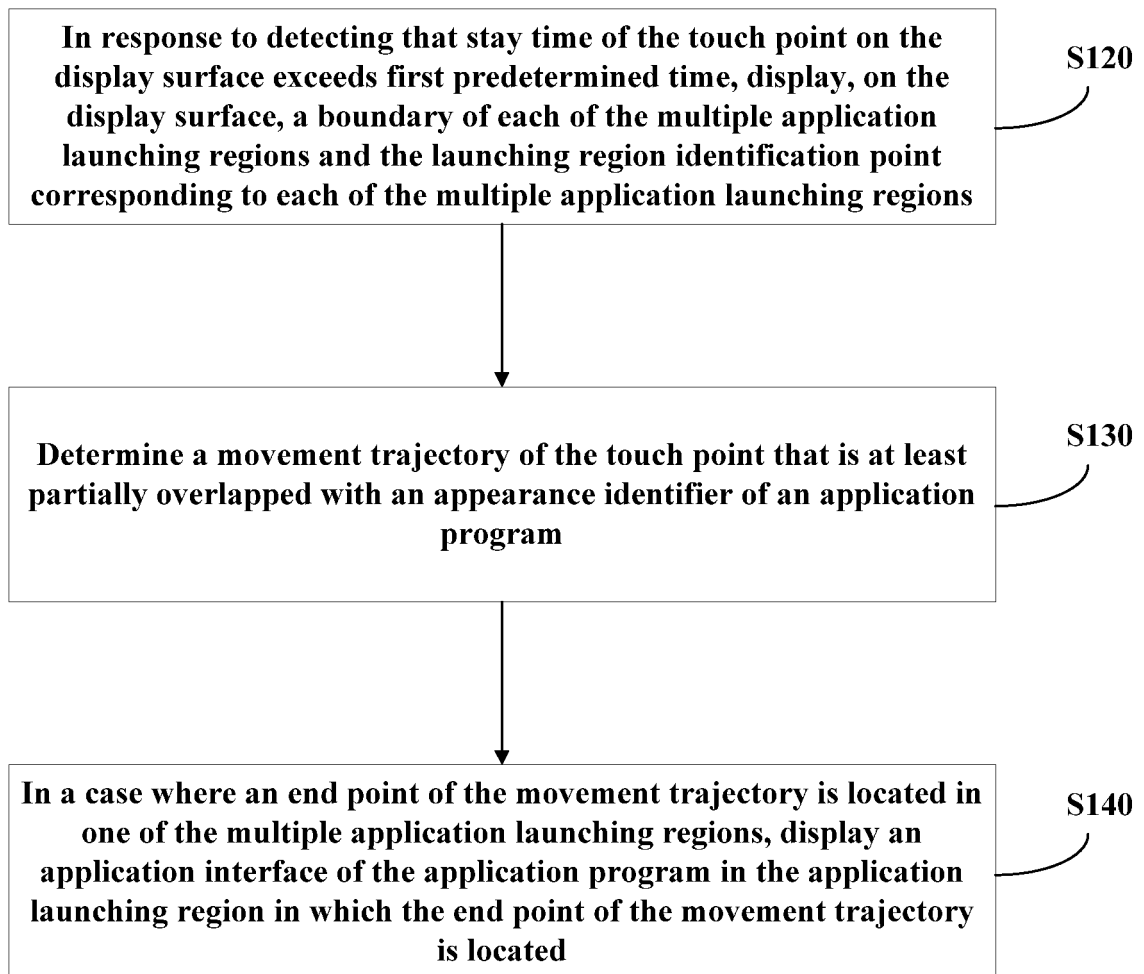 In response to detecting that stay time of the touch point on the
display surface exceeds first predetermined time, display, on the
display surface, a boundary of each of the multiple application
launching regions and the launching region identification point
corresponding to each of the multiple application launching regions
S120
Determine a movement trajectory of the touch point that is at least
partially overlapped with an appearance identifier of an application
program
S130
In a case where an end point of the movement trajectory is located in
one of the multiple application launching regions, display an
application interface of the application program in the application
launching region in which the end point of the movement trajectory
is located
S140